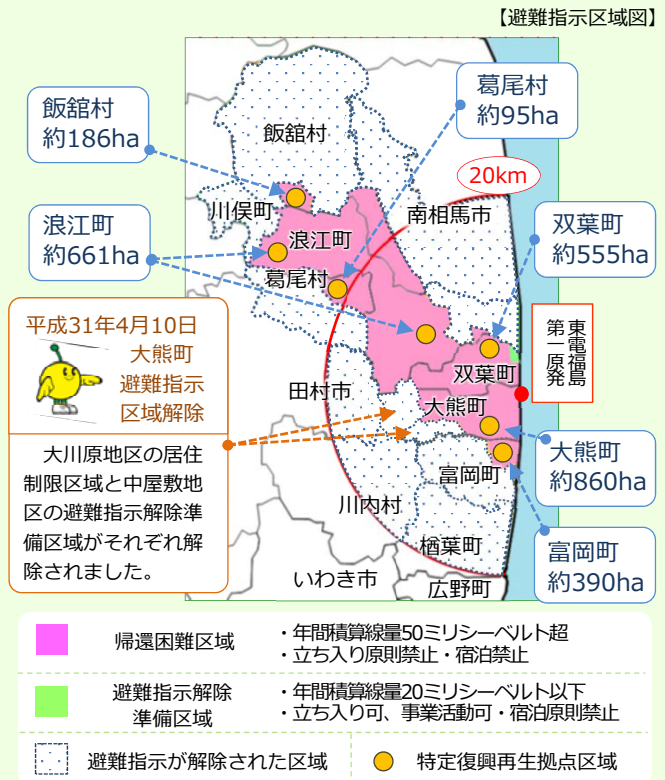 【避難指示区域図】
飯舘村
約186ha
葛尾村
約95ha
飯舘村
20km
川俣町
南相馬市
双葉町
約555ha
浪江町
約661ha
浪江町
葛尾村
平成31年4月10日
大熊町
避難指示
区域解除
大川原地区の居住
制限区域と中屋敷地
区の避難指示解除準
備区域がそれぞれ解
除されました。
東電福島
第一原発
双葉町
田村市
大熊町
大熊町
約860ha
富岡町
川内村
楢葉町
富岡町
約390ha
いわき市
広野町
帰還困難区域
・年間積算線量50ミリシーベルト超
・立ち入り原則禁止・宿泊禁止
避難指示解除
準備区域
・年間積算線量20ミリシーベルト以下
・立ち入り可、事業活動可・宿泊原則禁止
避難指示が解除された区域
特定復興再生拠点区域